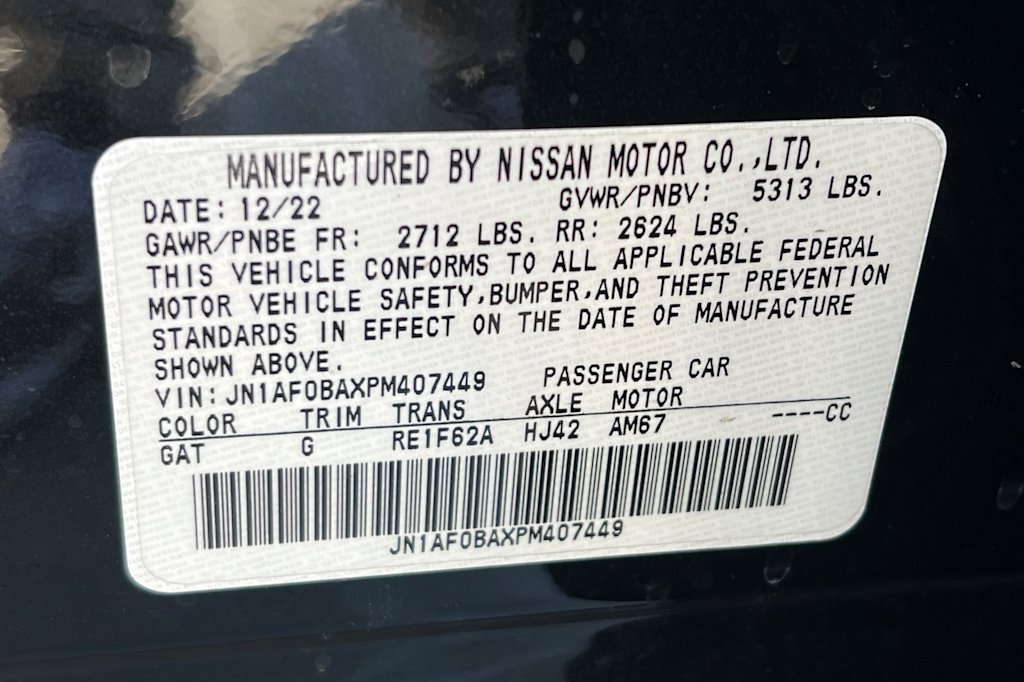 MANUFACTURED BY NISSAN MOTOR CO.,LTD.
DATE: 12/22 GVWR/PNBV: 5313 LBS.
GAWR/PNBE FR: 2712 LBS. RR: 2624 LBS.
THIS VEHICLE CONFORMS TO ALL APPLICABLE FEDERAL
MOTOR VEHICLE SAFETY,BUMPER,AND THEFT PREVENTION
STANDARDS IN EFFECT ON THE DATE OF MANUFACTURE
SHOWN ABOVE.
VIN: JN1AF0BAXPM407449 PASSENGER CAR
COLOR TRIM TRANS AXLE MOTOR
GAT G RE1F62A HJ42 AM67 ----CC
JN1AF0BAXPM407449